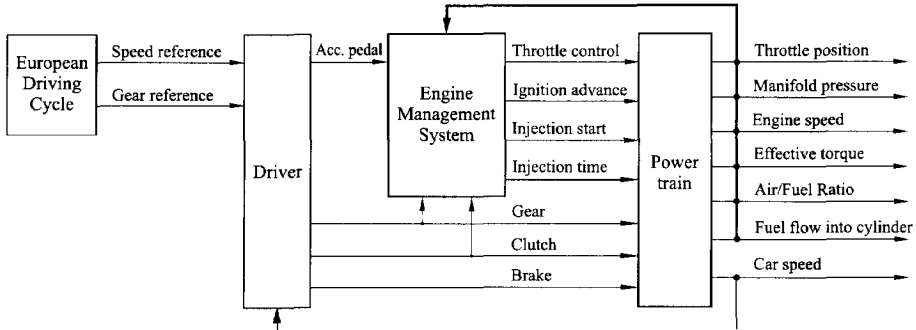 European
Driving
Cycle
Speed reference
Gear reference
Driver
Acc. pedal
Engine
Management
System
Throttle control
Ignition advance
Injection start
Injection time
Gear
Clutch
Brake
Power
train
Throttle position
Manifold pressure
Engine speed
Effective torque
Air/Fuel Ratio
Fuel flow into cylinder
Car speed